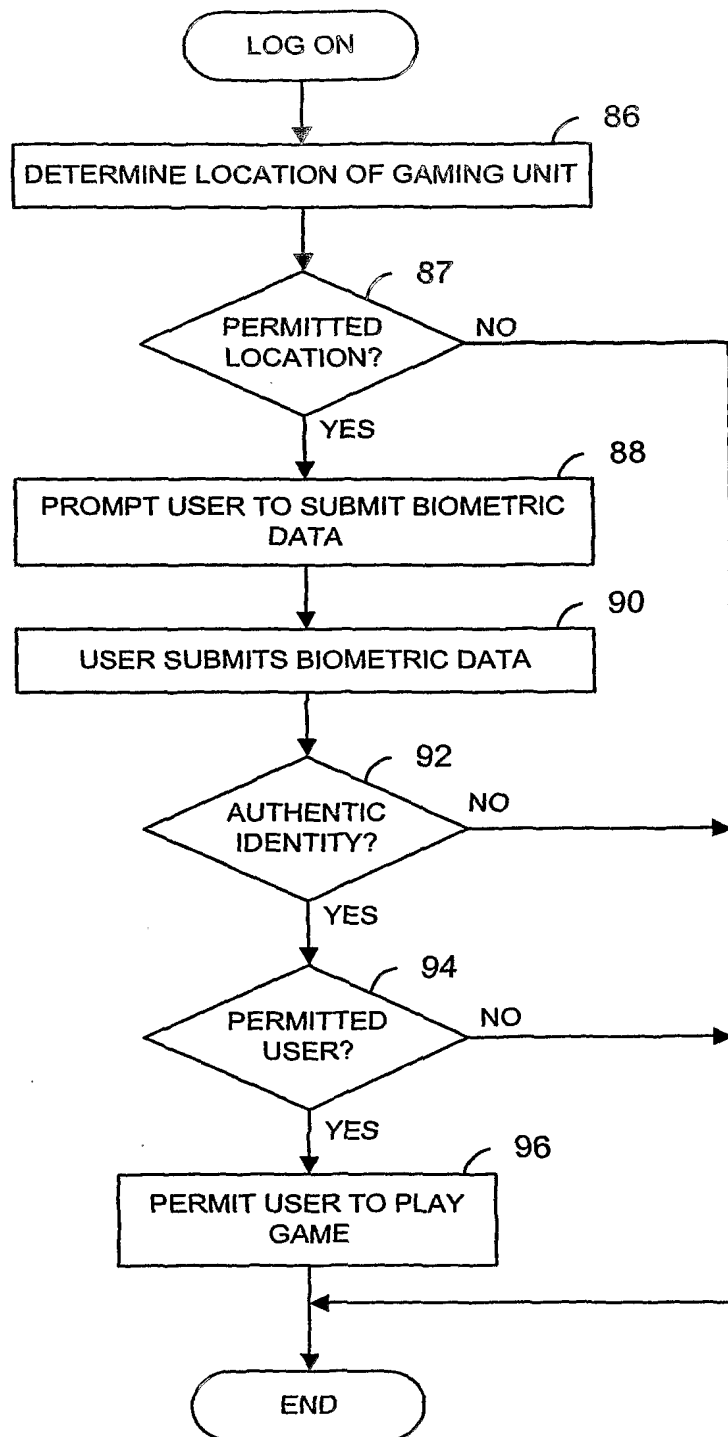 LOG ON
86
DETERMINE LOCATION OF GAMING UNIT
87
PERMITTED
LOCATION?
NO
YES
88
PROMPT USER TO SUBMIT BIOMETRIC
DATA
90
USER SUBMITS BIOMETRIC DATA
92
AUTHENTIC
IDENTITY?
NO
YES
94
PERMITTED
USER?
NO
YES
96
PERMIT USER TO PLAY
GAME
END